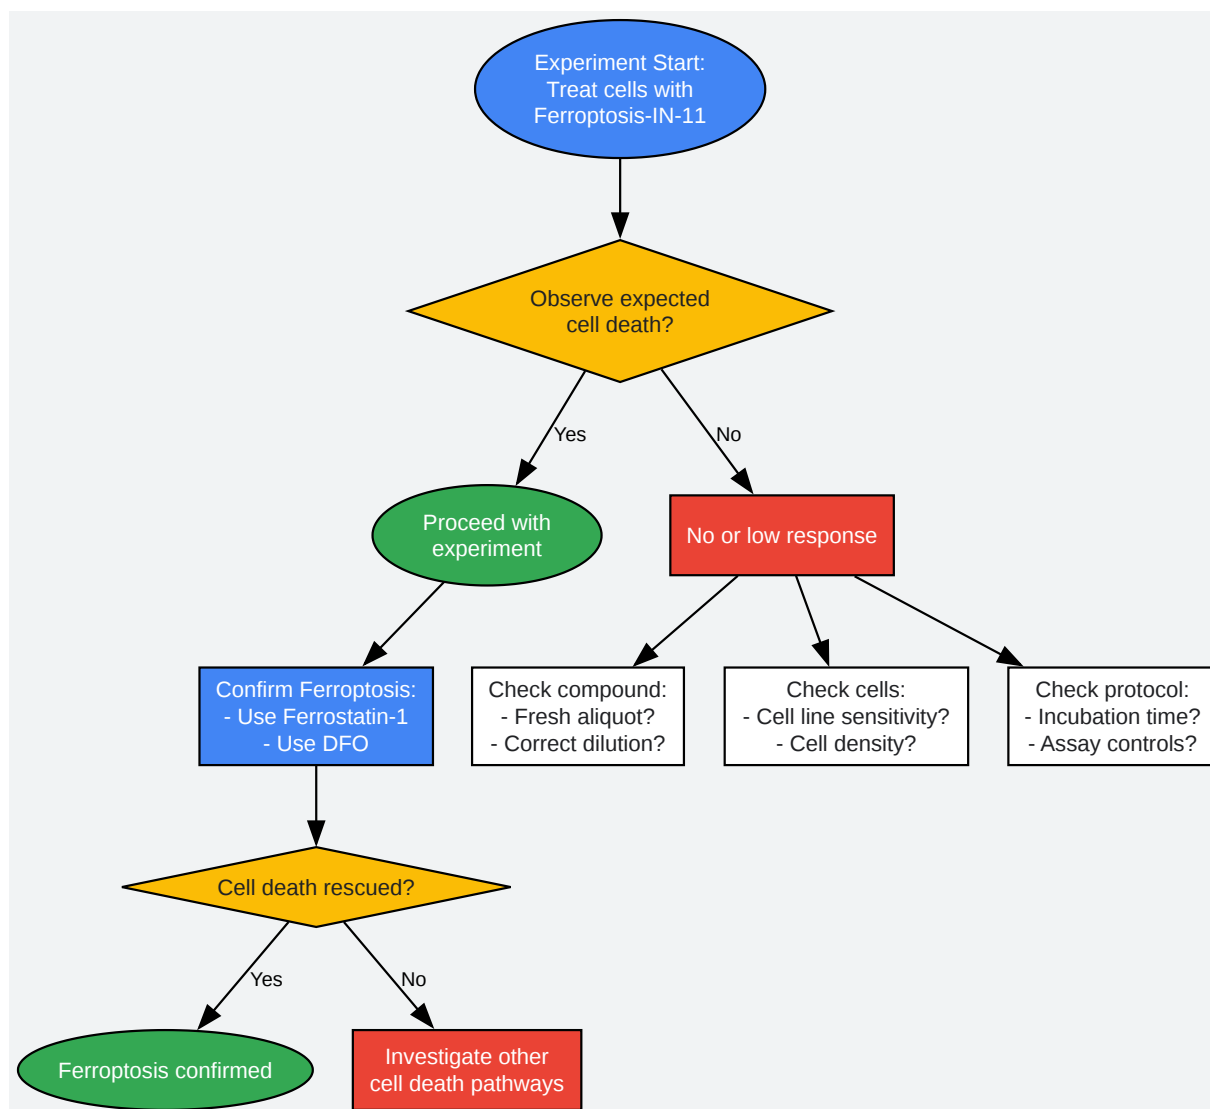 Experiment Start:
Treat cells with
Ferroptosis-IN-11
Observe expected
cell death?
Yes
No
Proceed with
experiment
No or low response
Confirm Ferroptosis:
- Use Ferrostatin-1
- Use DFO
Check compound:
- Fresh aliquot?
- Correct dilution?
Check cells:
- Cell line sensitivity?
- Cell density?
Check protocol:
- Incubation time?
- Assay controls?
Cell death rescued?
Yes
No
Ferroptosis confirmed
Investigate other
cell death pathways